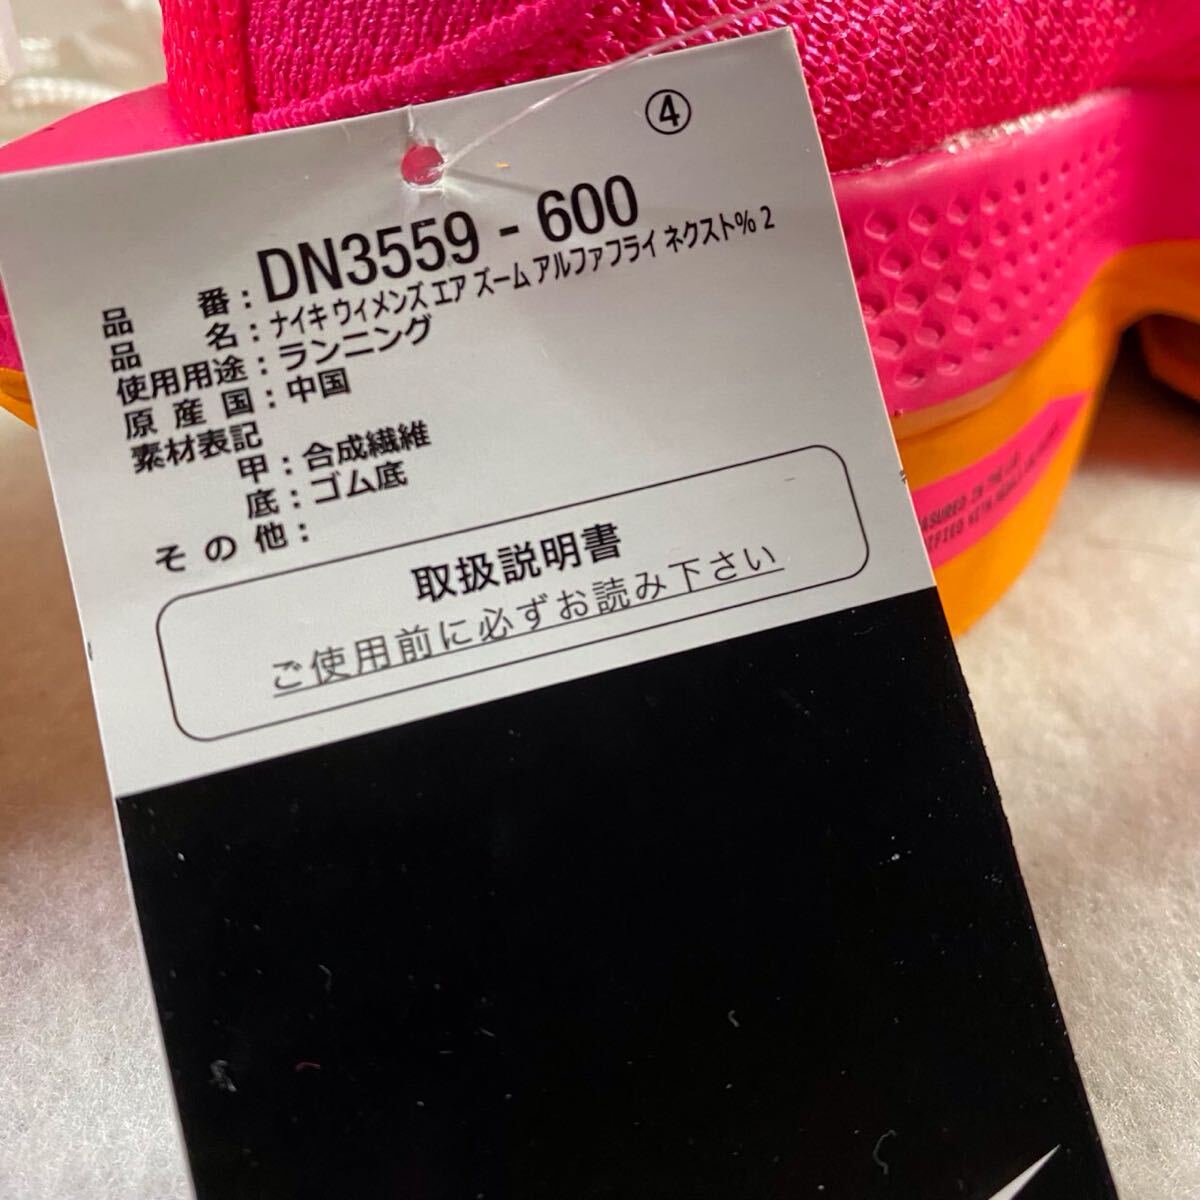 ④
品番：DN3559 - 600
品名：ナイキ ウィメンズ エア ズーム アルファフライ ネクスト% 2
使用用途：ランニング
原産国：中国
素材表記
甲：合成繊維
底：ゴム底
その他：
取扱説明書
ご使用前に必ずお読み下さい
ASURED IN THE